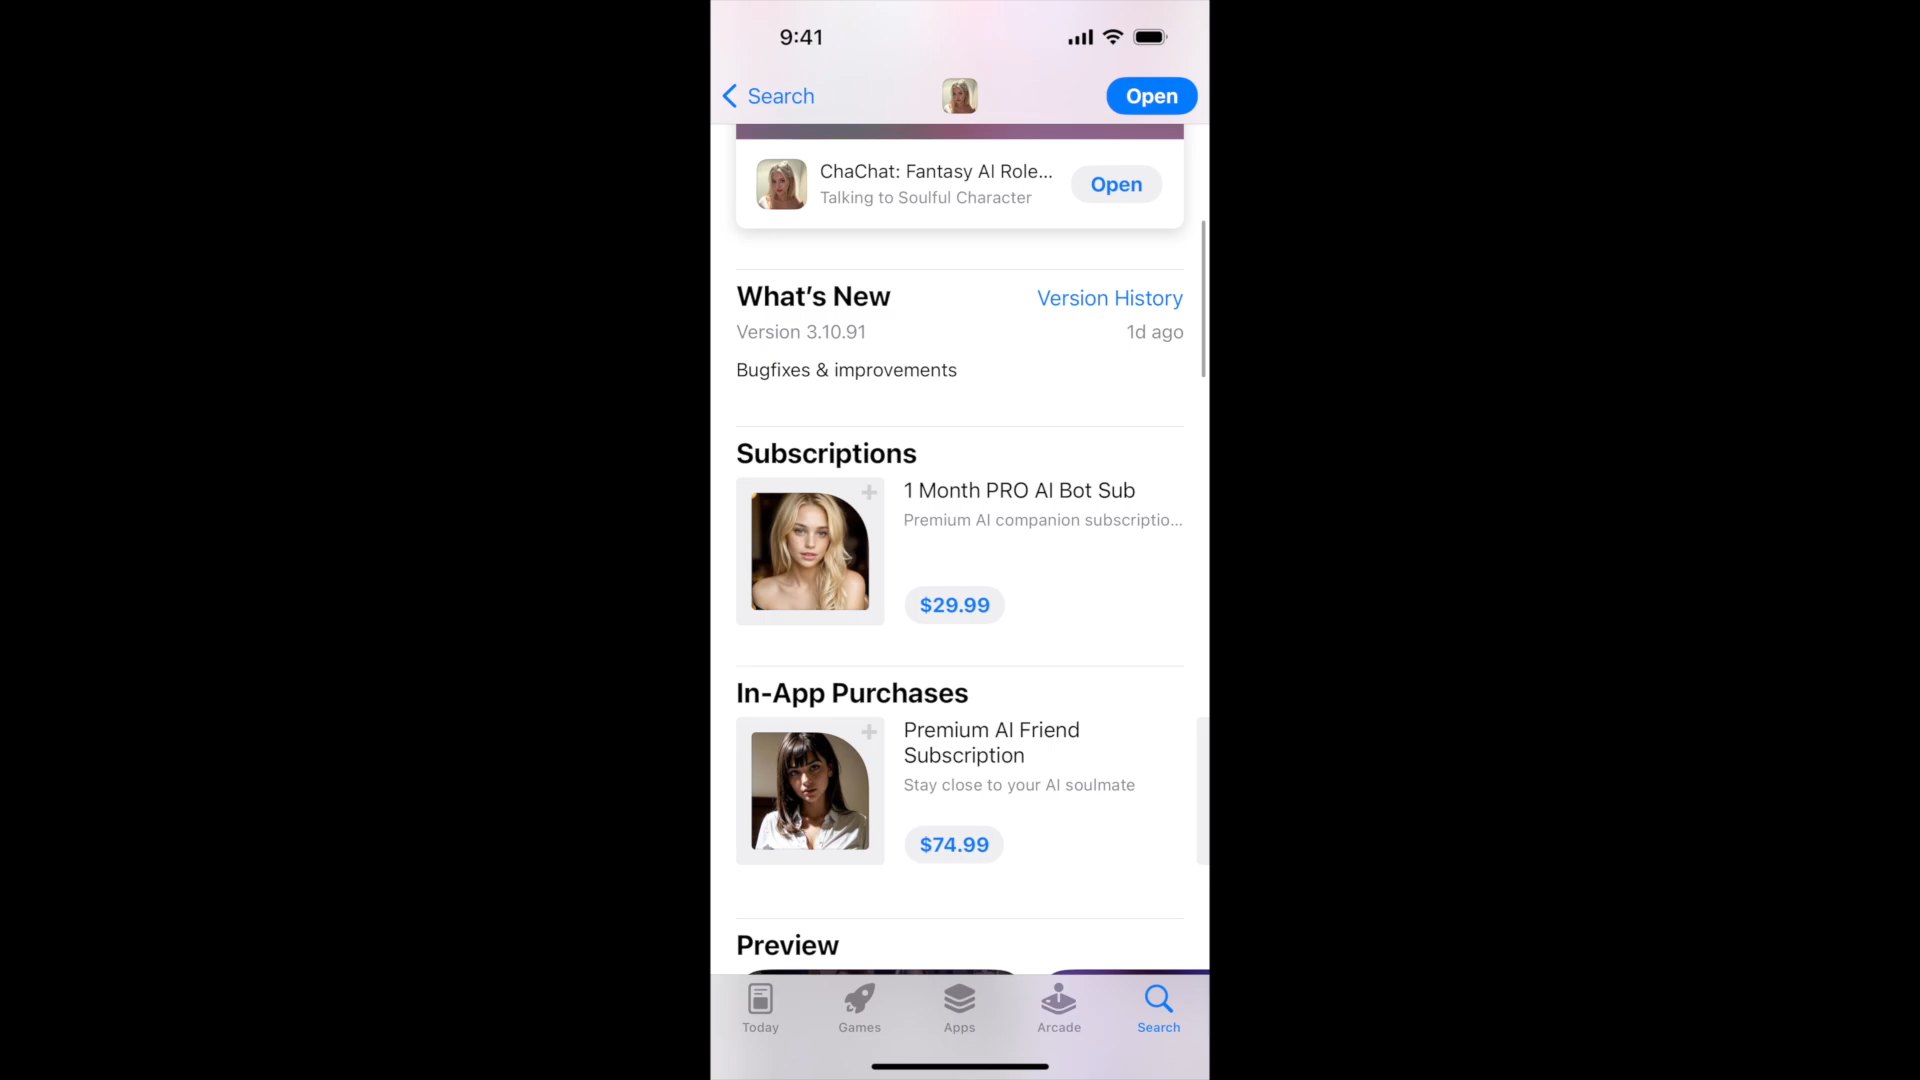 9:41
Search
Open
ChaChat: Fantasy AI Role...
Talking to Soulful Character
Open
What's New
Version History
Version 3.10.91
1d ago
Bugfixes & improvements
Subscriptions
1 Month PRO AI Bot Sub
Premium AI companion subscriptio...
$29.99
In-App Purchases
Premium AI Friend
Subscription
Stay close to your AI soulmate
$74.99
Preview
Today
Games
Apps
Arcade
Search